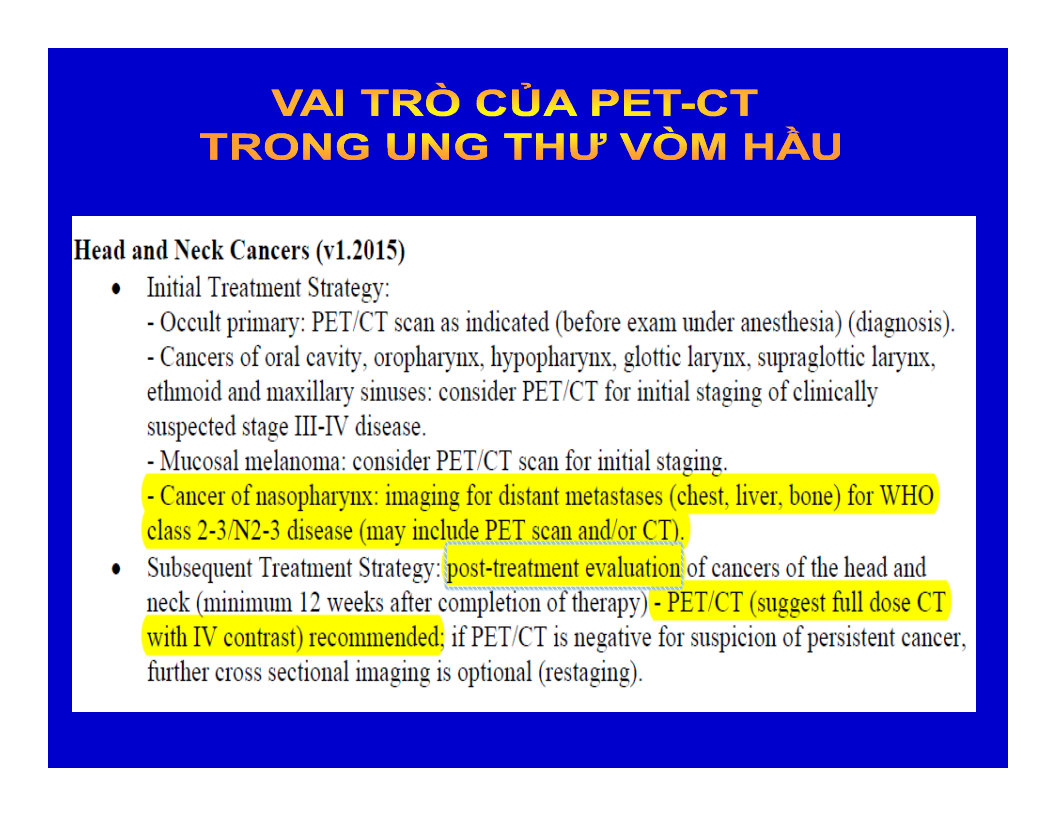 VAI TRÒ CỦA PET-CT
TRONG UNG THƯ VÒM HẦU
Head and Neck Cancers (v1.2015)
• Initial Treatment Strategy:
- Occult primary: PET/CT scan as indicated (before exam under anesthesia) (diagnosis).
- Cancers of oral cavity, oropharynx, hypopharynx, glottic larynx, supraglottic larynx,
ethmoid and maxillary sinuses: consider PET/CT for initial staging of clinically
suspected stage III-IV disease.
- Mucosal melanoma: consider PET/CT scan for initial staging.
- Cancer of nasopharynx: imaging for distant metastases (chest, liver, bone) for WHO
class 2-3/N2-3 disease (may include PET scan and/or CT).
• Subsequent Treatment Strategy: post-treatment evaluation of cancers of the head and
neck (minimum 12 weeks after completion of therapy) - PET/CT (suggest full dose CT
with IV contrast) recommended; if PET/CT is negative for suspicion of persistent cancer,
further cross sectional imaging is optional (restaging).